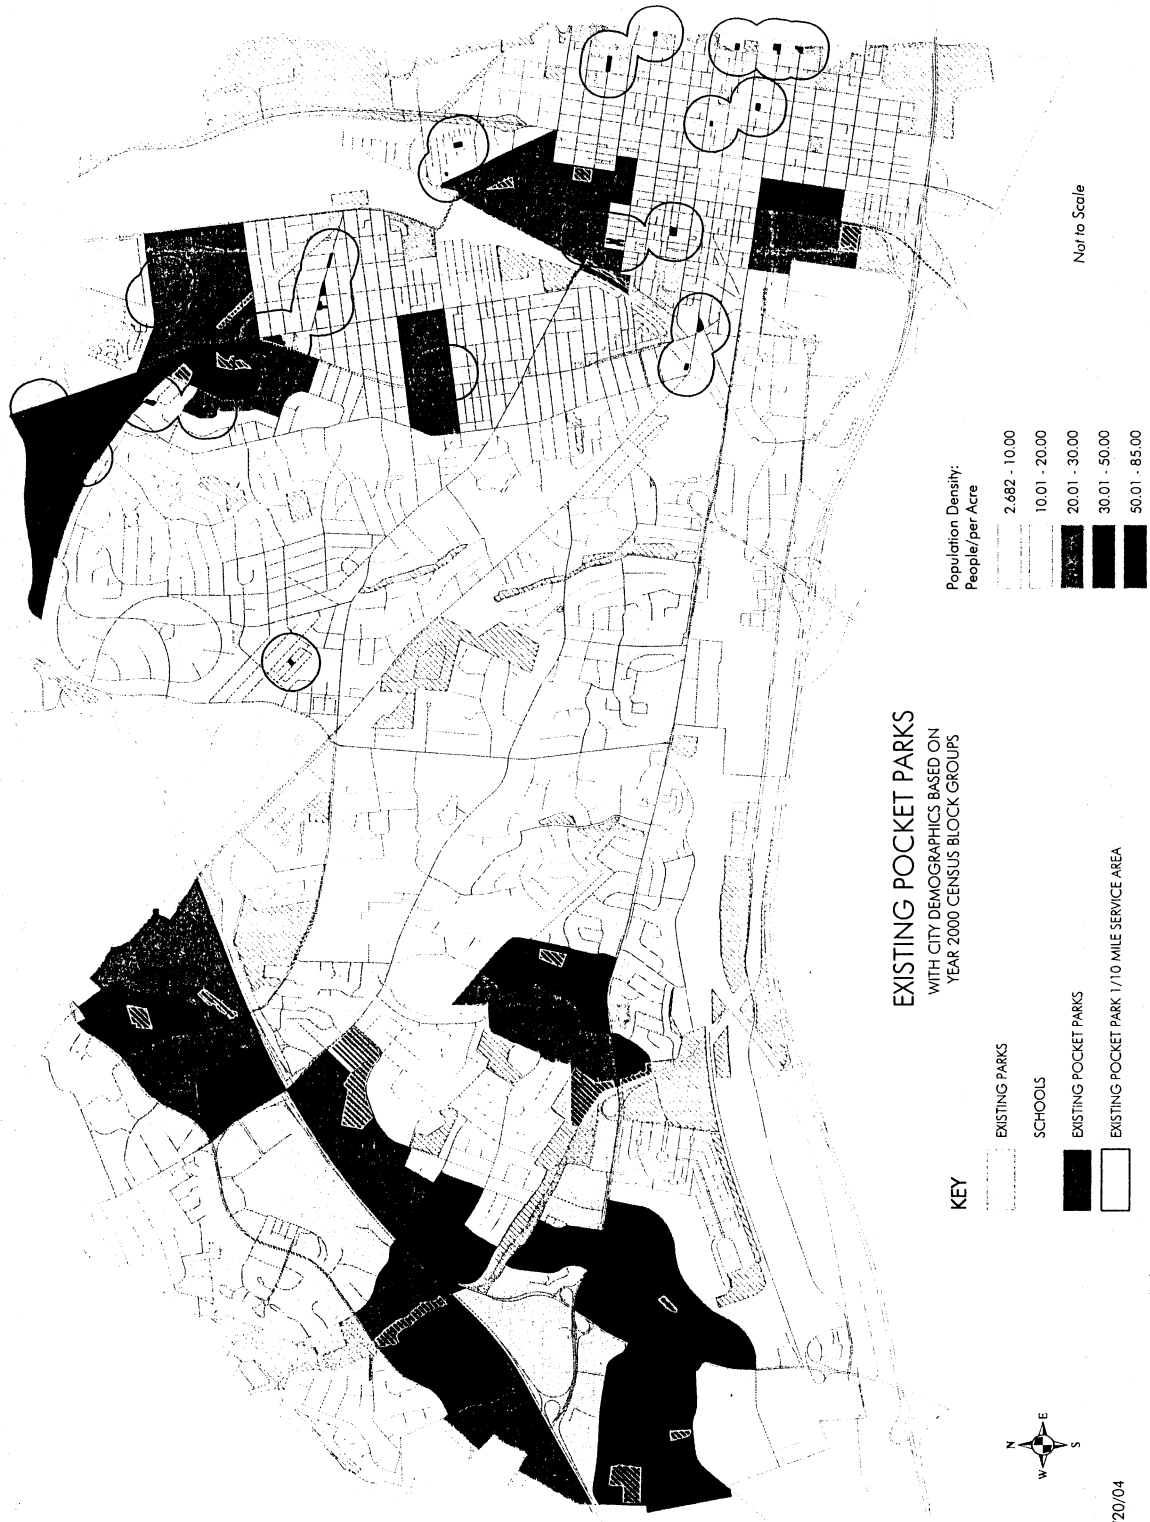 EXISTING POCKET PARKS
WITH CITY DEMOGRAPHICS BASED ON
YEAR 2000 CENSUS BLOCK GROUPS
KEY
EXISTING PARKS
SCHOOLS
EXISTING POCKET PARKS
EXISTING POCKET PARK 1/10 MILE SERVICE AREA
Population Density:
People/per Acre
2.682 - 10.00
10.01 - 20.00
20.01 - 30.00
30.01 - 50.00
50.01 - 85.00
Not to Scale
N
W E
S
20/04